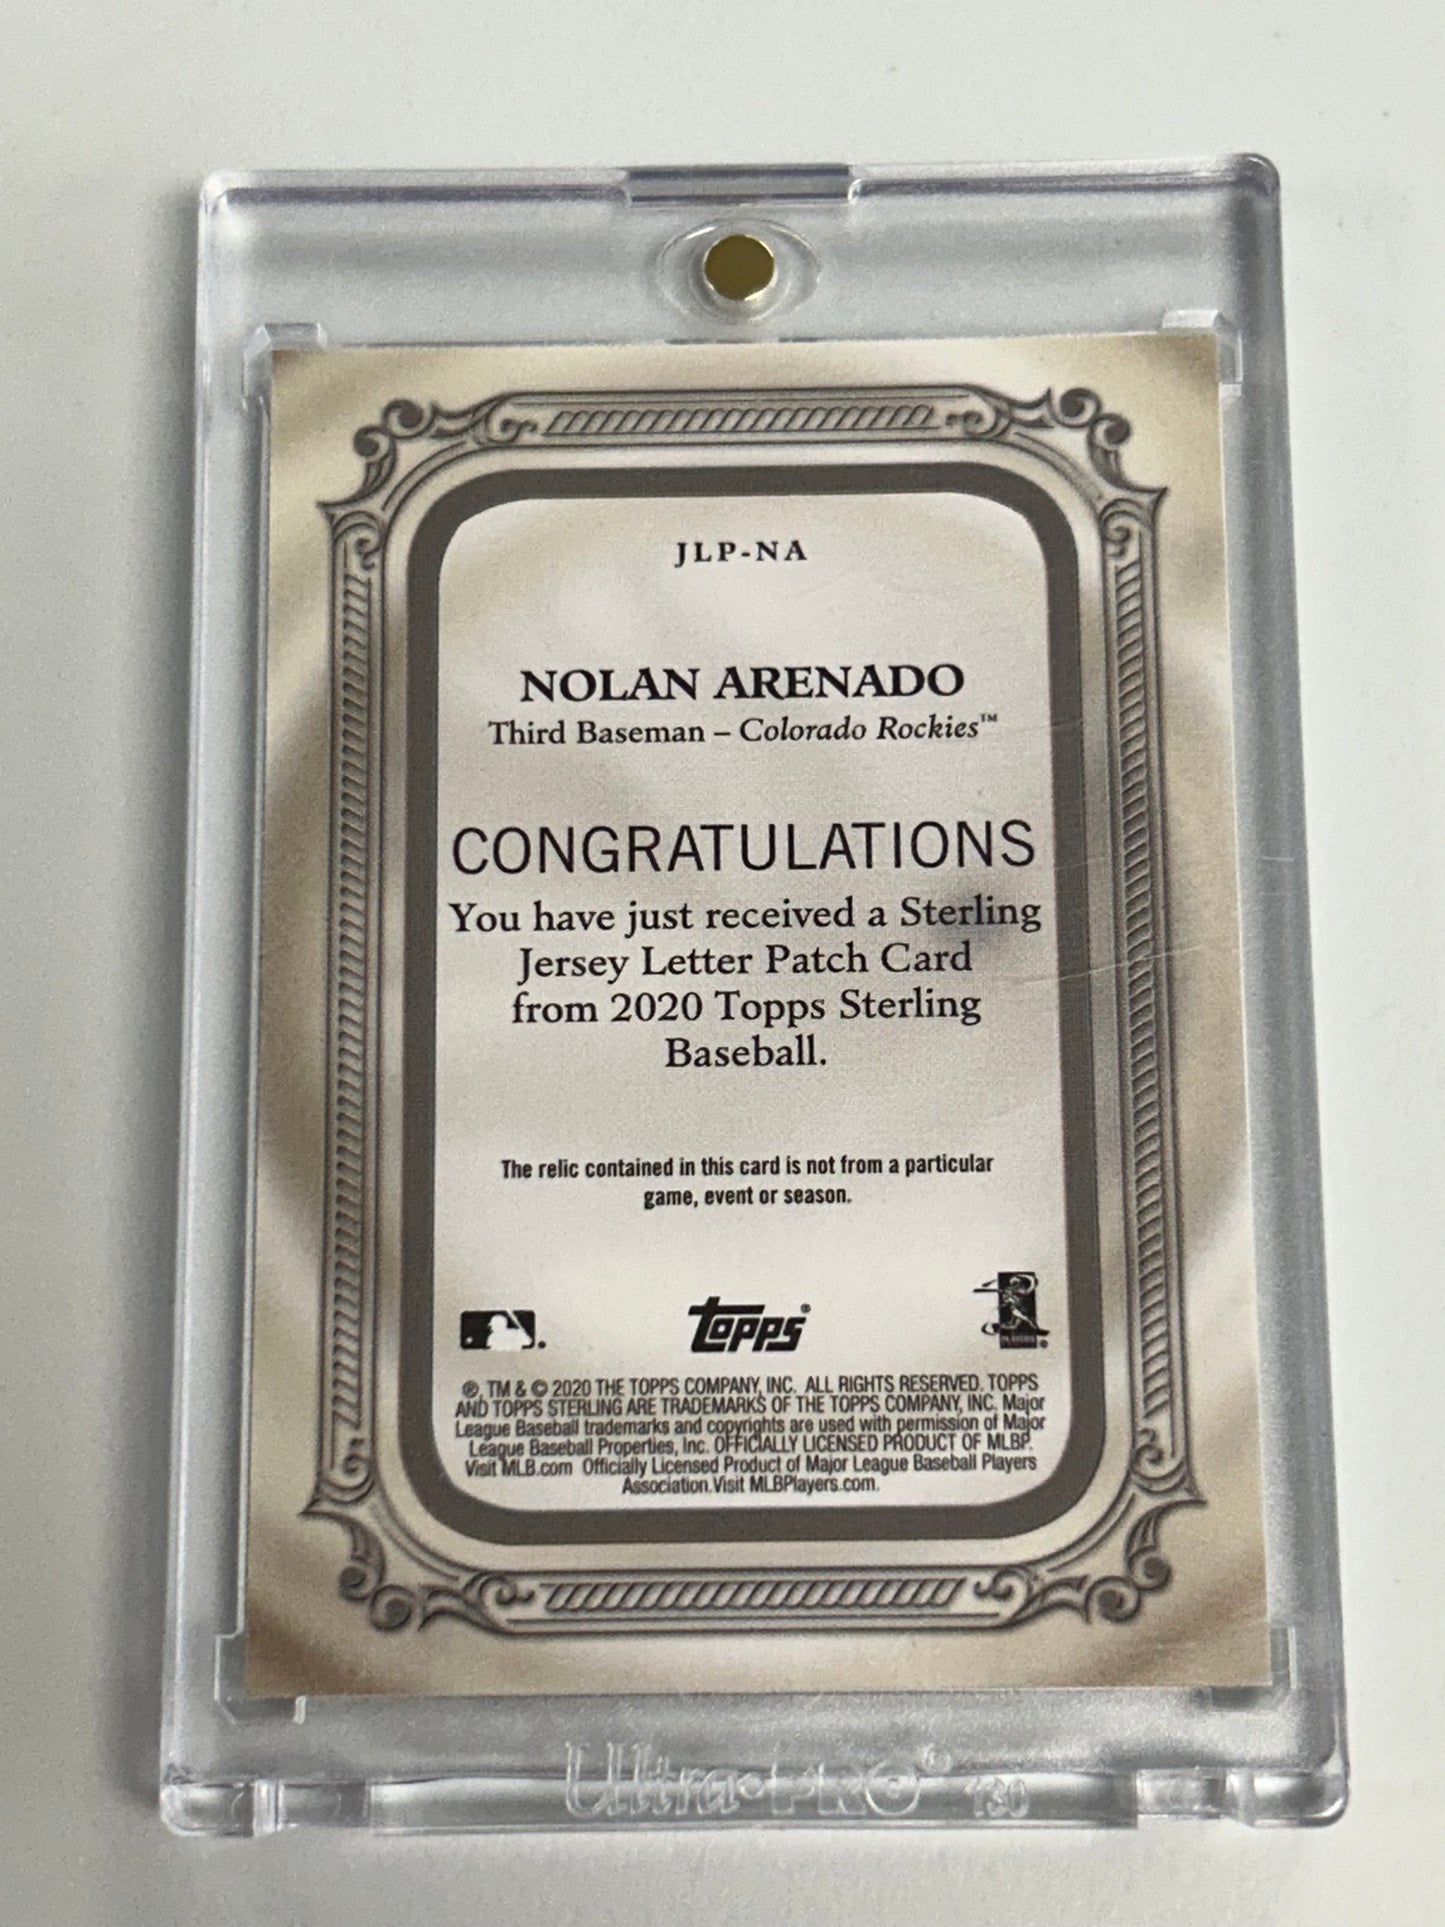 JLP-NA
NOLAN ARENADO
Third Baseman – Colorado Rockies™
CONGRATULATIONS
You have just received a Sterling
Jersey Letter Patch Card
from 2020 Topps Sterling
Baseball.
The relic contained in this card is not from a particular
game, event or season.
topps®
PLAYERS
®, TM & © 2020 THE TOPPS COMPANY, INC. ALL RIGHTS RESERVED. TOPPS
AND TOPPS STERLING ARE TRADEMARKS OF THE TOPPS COMPANY, INC. Major
League Baseball trademarks and copyrights are used with permission of Major
League Baseball Properties, Inc. OFFICIALLY LICENSED PRODUCT OF MLBP.
Visit MLB.com Officially Licensed Product of Major League Baseball Players
Association.Visit MLBPlayers.com.
Ultra•PRO® 130